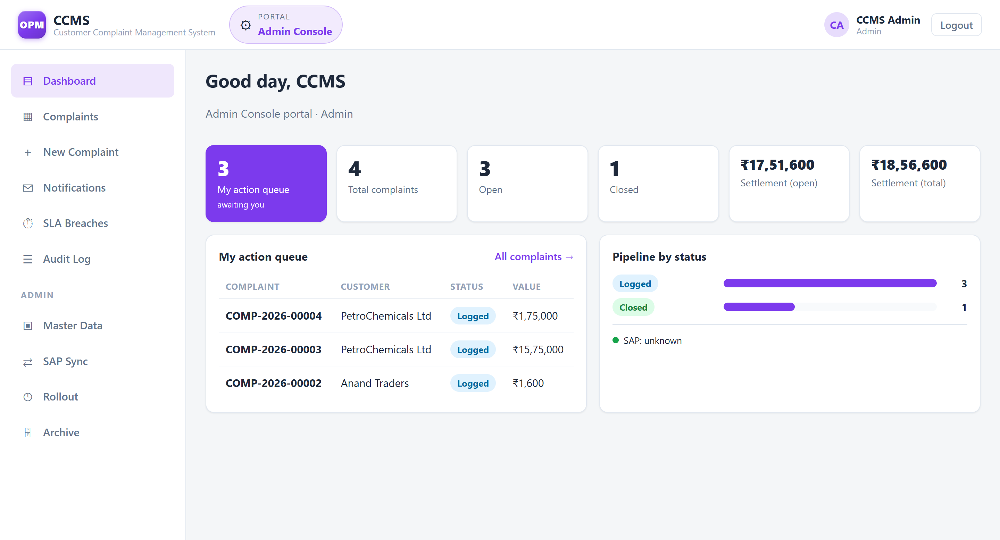 OPM
CCMS
Customer Complaint Management System
PORTAL
Admin Console
CA
CCMS Admin
Admin
Logout
Dashboard
Complaints
New Complaint
Notifications
SLA Breaches
Audit Log
ADMIN
Master Data
SAP Sync
Rollout
Archive
Good day, CCMS
Admin Console portal · Admin
3
My action queue
awaiting you
4
Total complaints
3
Open
1
Closed
₹17,51,600
Settlement (open)
₹18,56,600
Settlement (total)
My action queue
All complaints →
COMPLAINT CUSTOMER STATUS VALUE
COMP-2026-00004 PetroChemicals Ltd Logged ₹1,75,000
COMP-2026-00003 PetroChemicals Ltd Logged ₹15,75,000
COMP-2026-00002 Anand Traders Logged ₹1,600
Pipeline by status
Logged 3
Closed 1
SAP: unknown